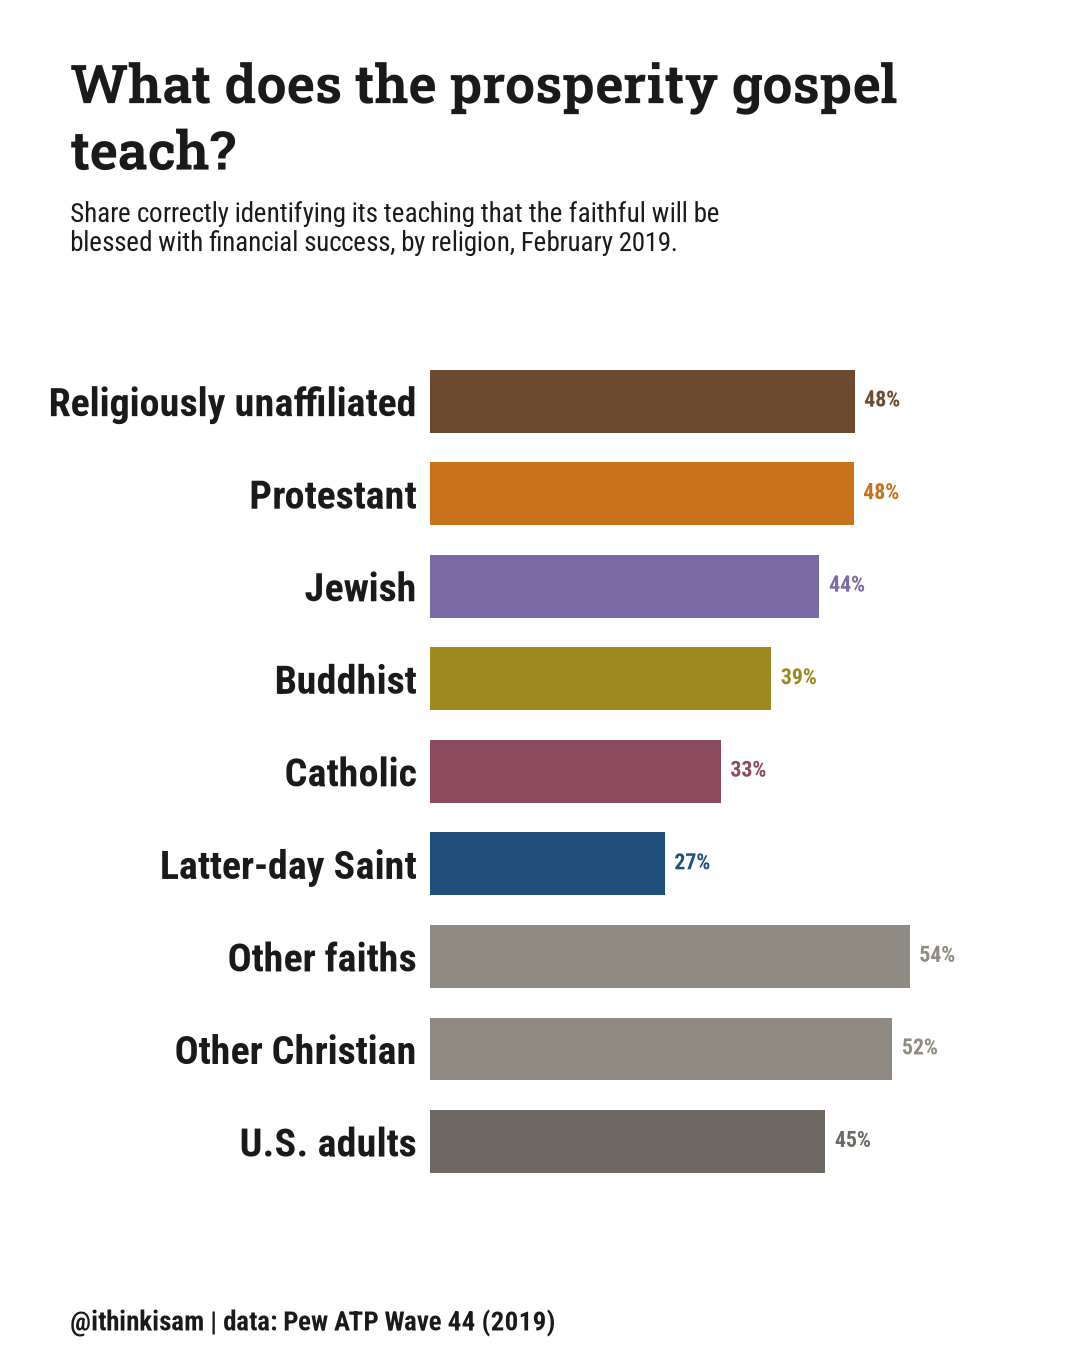 What does the prosperity gospel
teach?
Share correctly identifying its teaching that the faithful will be
blessed with financial success, by religion, February 2019.
Religiously unaffiliated 48%
Protestant 48%
Jewish 44%
Buddhist 39%
Catholic 33%
Latter-day Saint 27%
Other faiths 54%
Other Christian 52%
U.S. adults 45%
@ithinkisam | data: Pew ATP Wave 44 (2019)